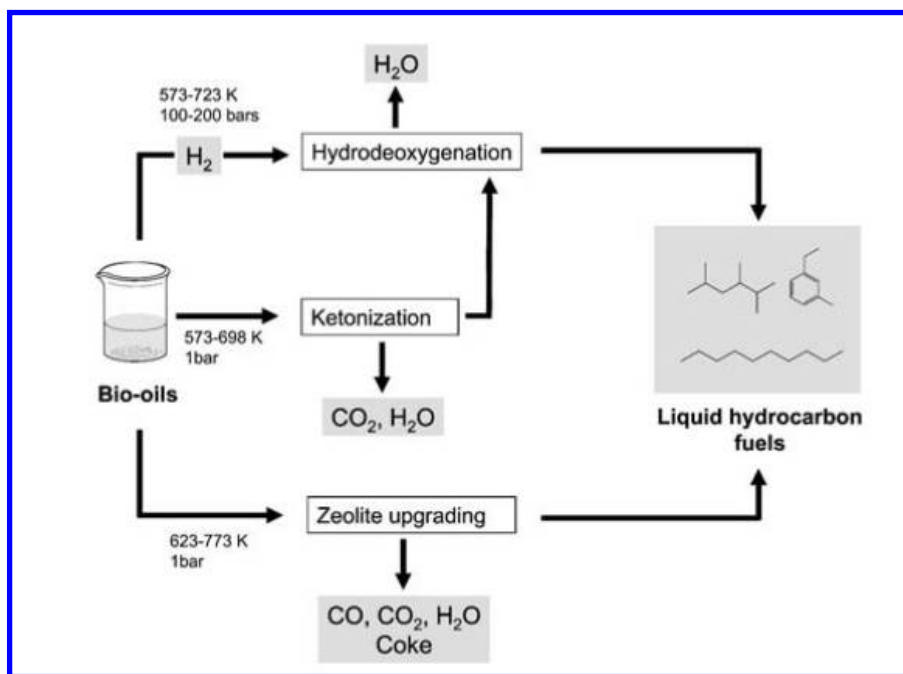 H₂O
573-723 K
100-200 bars
H₂
Hydrodeoxygenation
573-698 K
1bar
Ketonization
Bio-oils
CO₂, H₂O
Liquid hydrocarbon
fuels
623-773 K
1bar
Zeolite upgrading
CO, CO₂, H₂O
Coke